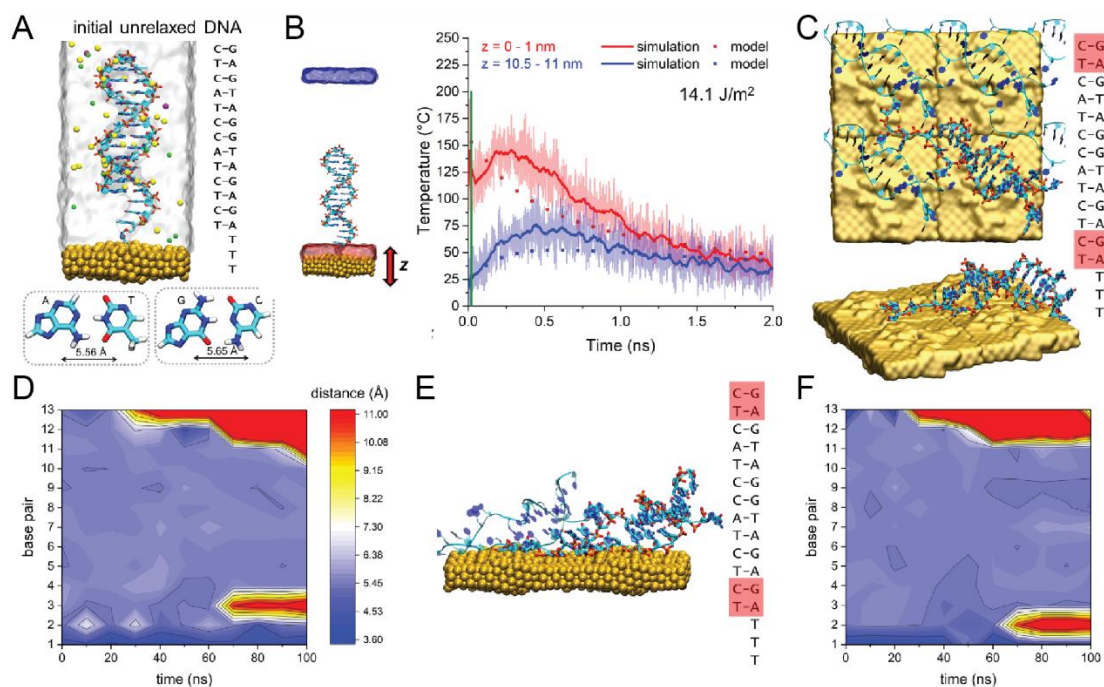 A
initial unrelaxed DNA
C–G
T–A
C–G
A–T
T–A
C–G
C–G
A–T
T–A
C–G
T–A
C–G
T–A
T
T
T
A
T
5.56 Å
G
C
5.65 Å
B
z
z = 0 - 1 nm
simulation
model
z = 10.5 - 11 nm
simulation
model
14.1 J/m²
Temperature (°C)
250
225
200
175
150
125
100
75
50
25
0
0.0
0.5
1.0
1.5
2.0
Time (ns)
C
C–G
T–A
C–G
A–T
T–A
C–G
C–G
A–T
T–A
C–G
T–A
C–G
T–A
T
T
T
D
base pair
13
12
11
10
9
8
7
6
5
4
3
2
1
0
20
40
60
80
100
time (ns)
distance (Å)
11.00
10.08
9.15
8.23
7.30
6.38
5.45
4.53
3.60
E
C–G
T–A
C–G
A–T
T–A
C–G
C–G
A–T
T–A
C–G
T–A
C–G
T–A
T
T
T
F
base pair
13
12
11
10
9
8
7
6
5
4
3
2
1
0
20
40
60
80
100
time (ns)